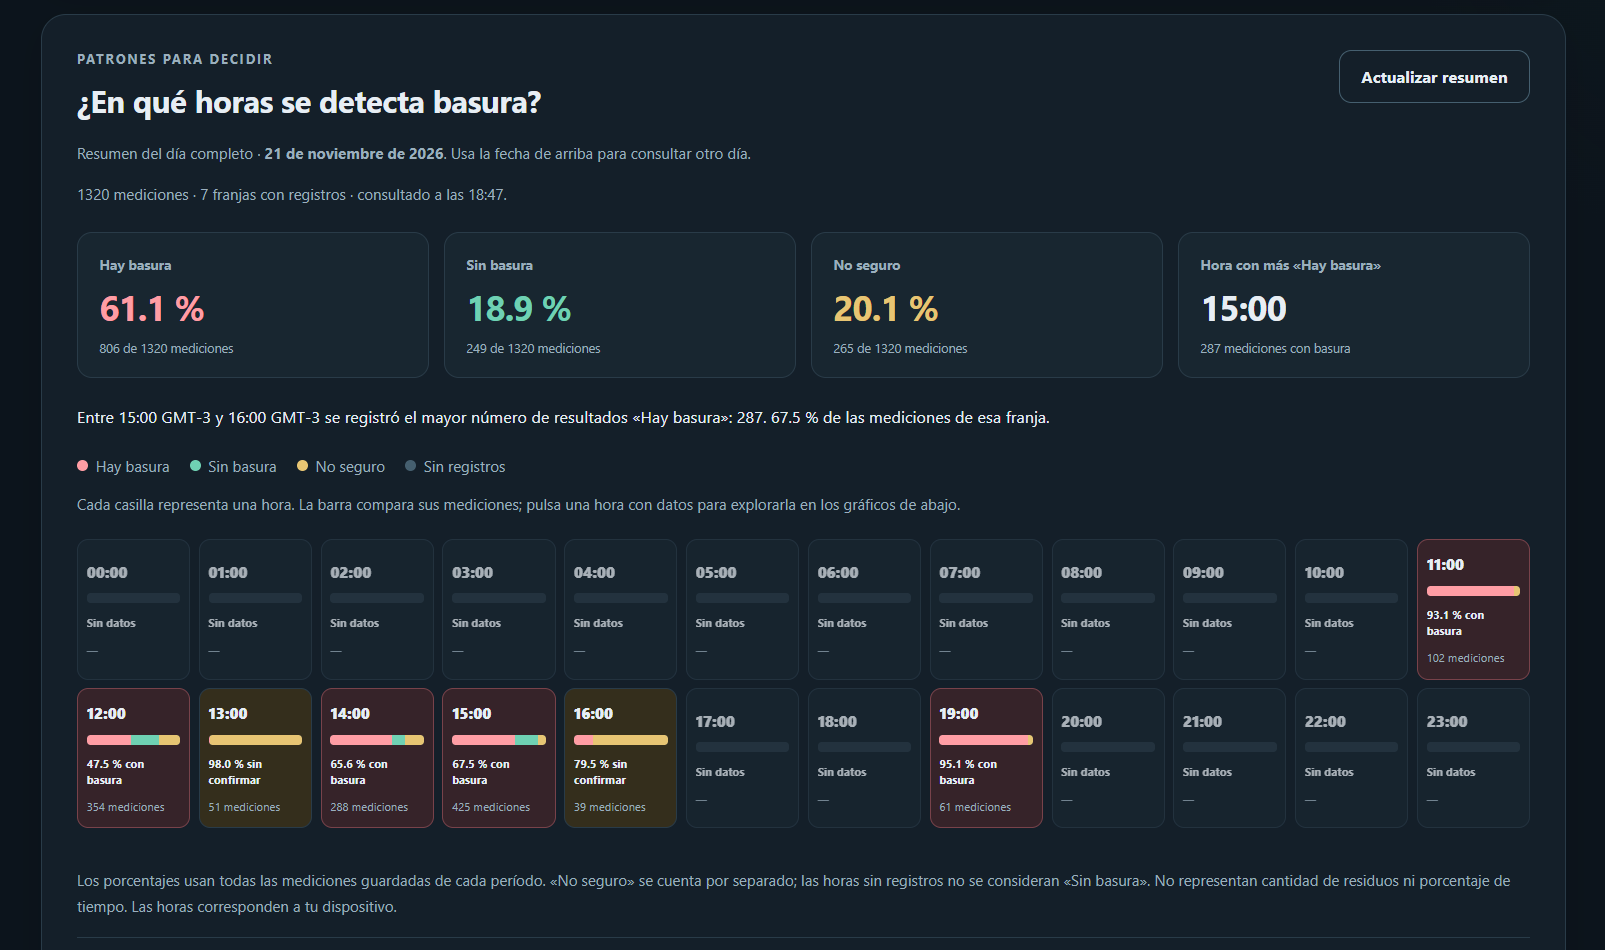 PATRONES PARA DECIDIR
Actualizar resumen
¿En qué horas se detecta basura?
Resumen del día completo · 21 de noviembre de 2026. Usa la fecha de arriba para consultar otro día.
1320 mediciones · 7 franjas con registros · consultado a las 18:47.
Hay basura
61.1 %
806 de 1320 mediciones
Sin basura
18.9 %
249 de 1320 mediciones
No seguro
20.1 %
265 de 1320 mediciones
Hora con más «Hay basura»
15:00
287 mediciones con basura
Entre 15:00 GMT-3 y 16:00 GMT-3 se registró el mayor número de resultados «Hay basura»: 287. 67.5 % de las mediciones de esa franja.
Hay basura Sin basura No seguro Sin registros
Cada casilla representa una hora. La barra compara sus mediciones; pulsa una hora con datos para explorarla en los gráficos de abajo.
00:00
Sin datos
—
01:00
Sin datos
—
02:00
Sin datos
—
03:00
Sin datos
—
04:00
Sin datos
—
05:00
Sin datos
—
06:00
Sin datos
—
07:00
Sin datos
—
08:00
Sin datos
—
09:00
Sin datos
—
10:00
Sin datos
—
11:00
93.1 % con
basura
102 mediciones
12:00
47.5 % con
basura
354 mediciones
13:00
98.0 % sin
confirmar
51 mediciones
14:00
65.6 % con
basura
288 mediciones
15:00
67.5 % con
basura
425 mediciones
16:00
79.5 % sin
confirmar
39 mediciones
17:00
Sin datos
—
18:00
Sin datos
—
19:00
95.1 % con
basura
61 mediciones
20:00
Sin datos
—
21:00
Sin datos
—
22:00
Sin datos
—
23:00
Sin datos
—
Los porcentajes usan todas las mediciones guardadas de cada período. «No seguro» se cuenta por separado; las horas sin registros no se consideran «Sin basura». No representan cantidad de residuos ni porcentaje de
tiempo. Las horas corresponden a tu dispositivo.